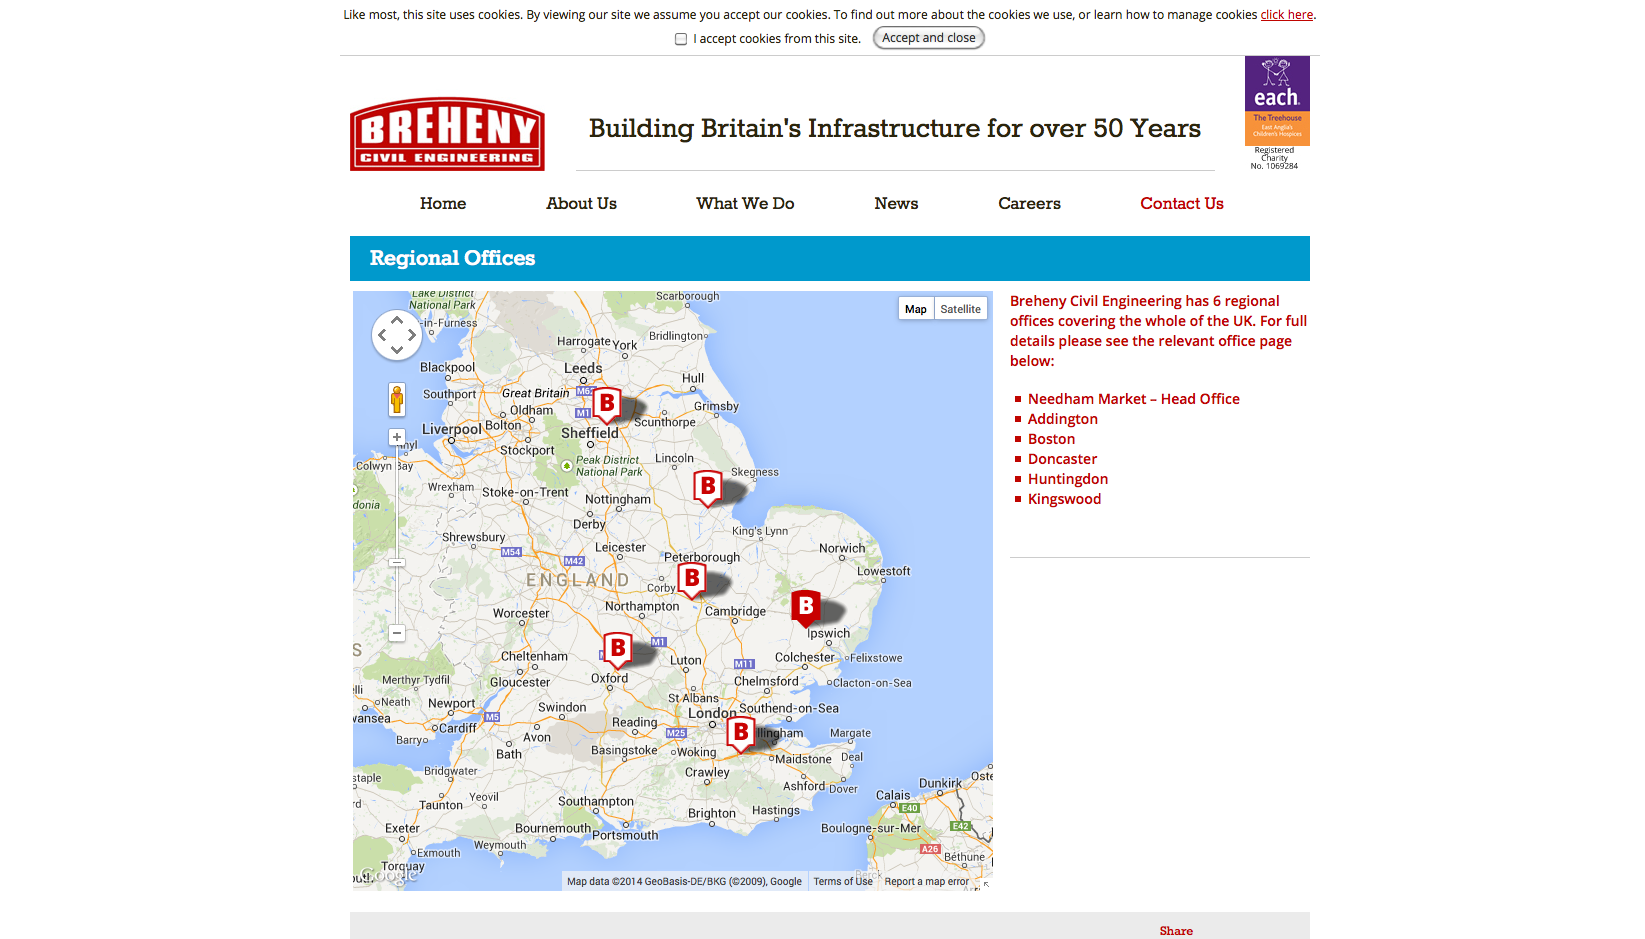 Like most, this site uses cookies. By viewing our site we assume you accept our cookies. To find out more about the cookies we use, or learn how to manage cookies click here.
I accept cookies from this site. Accept and close
each
The Treehouse
East Anglia's
Children's Hospices
Registered
Charity
No. 1069284
BREHENY
CIVIL ENGINEERING
Building Britain's Infrastructure for over 50 Years
Home About Us What We Do News Careers Contact Us
Regional Offices
Breheny Civil Engineering has 6 regional
offices covering the whole of the UK. For full
details please see the relevant office page
below:
Needham Market – Head Office
Addington
Boston
Doncaster
Huntingdon
Kingswood
Map Satellite
Lake District
National Park
Scarborough
-in-Furness
Bridlington
Harrogate
York
Blackpool
Leeds
Hull
Southport
Great Britain
M62
Oldham
M1
B
Grimsby
Scunthorpe
Liverpool
Bolton
Sheffield
Stockport
Peak District
National Park
Lincoln
Skegness
Colwyn Bay
Wrexham
Stoke-on-Trent
Nottingham
B
Derby
King's Lynn
Shrewsbury
M54
Leicester
M42
Peterborough
Norwich
Lowestoft
ENGLAND
Corby
B
Northampton
Cambridge
B
Worcester
Ipswich
B
M1
Cheltenham
Luton
M11
Colchester
Felixstowe
Merthyr Tydfil
Gloucester
Oxford
Chelmsford
Clacton-on-Sea
Neath
Newport
St Albans
Swindon
London
Southend-on-Sea
M5
Cardiff
Reading
M25
B
llingham
Margate
Barry
Avon
Bath
Basingstoke
Woking
Maidstone
Deal
Bridgwater
Crawley
Ashford
Dover
Dunkirk
Taunton
Yeovil
Southampton
Brighton
Hastings
Calais
E40
Exeter
Bournemouth
Portsmouth
Boulogne-sur-Mer
E42
Weymouth
Exmouth
A26
Béthune
Torquay
Google
Map data ©2014 GeoBasis-DE/BKG (©2009), Google Terms of Use Report a map error
Share